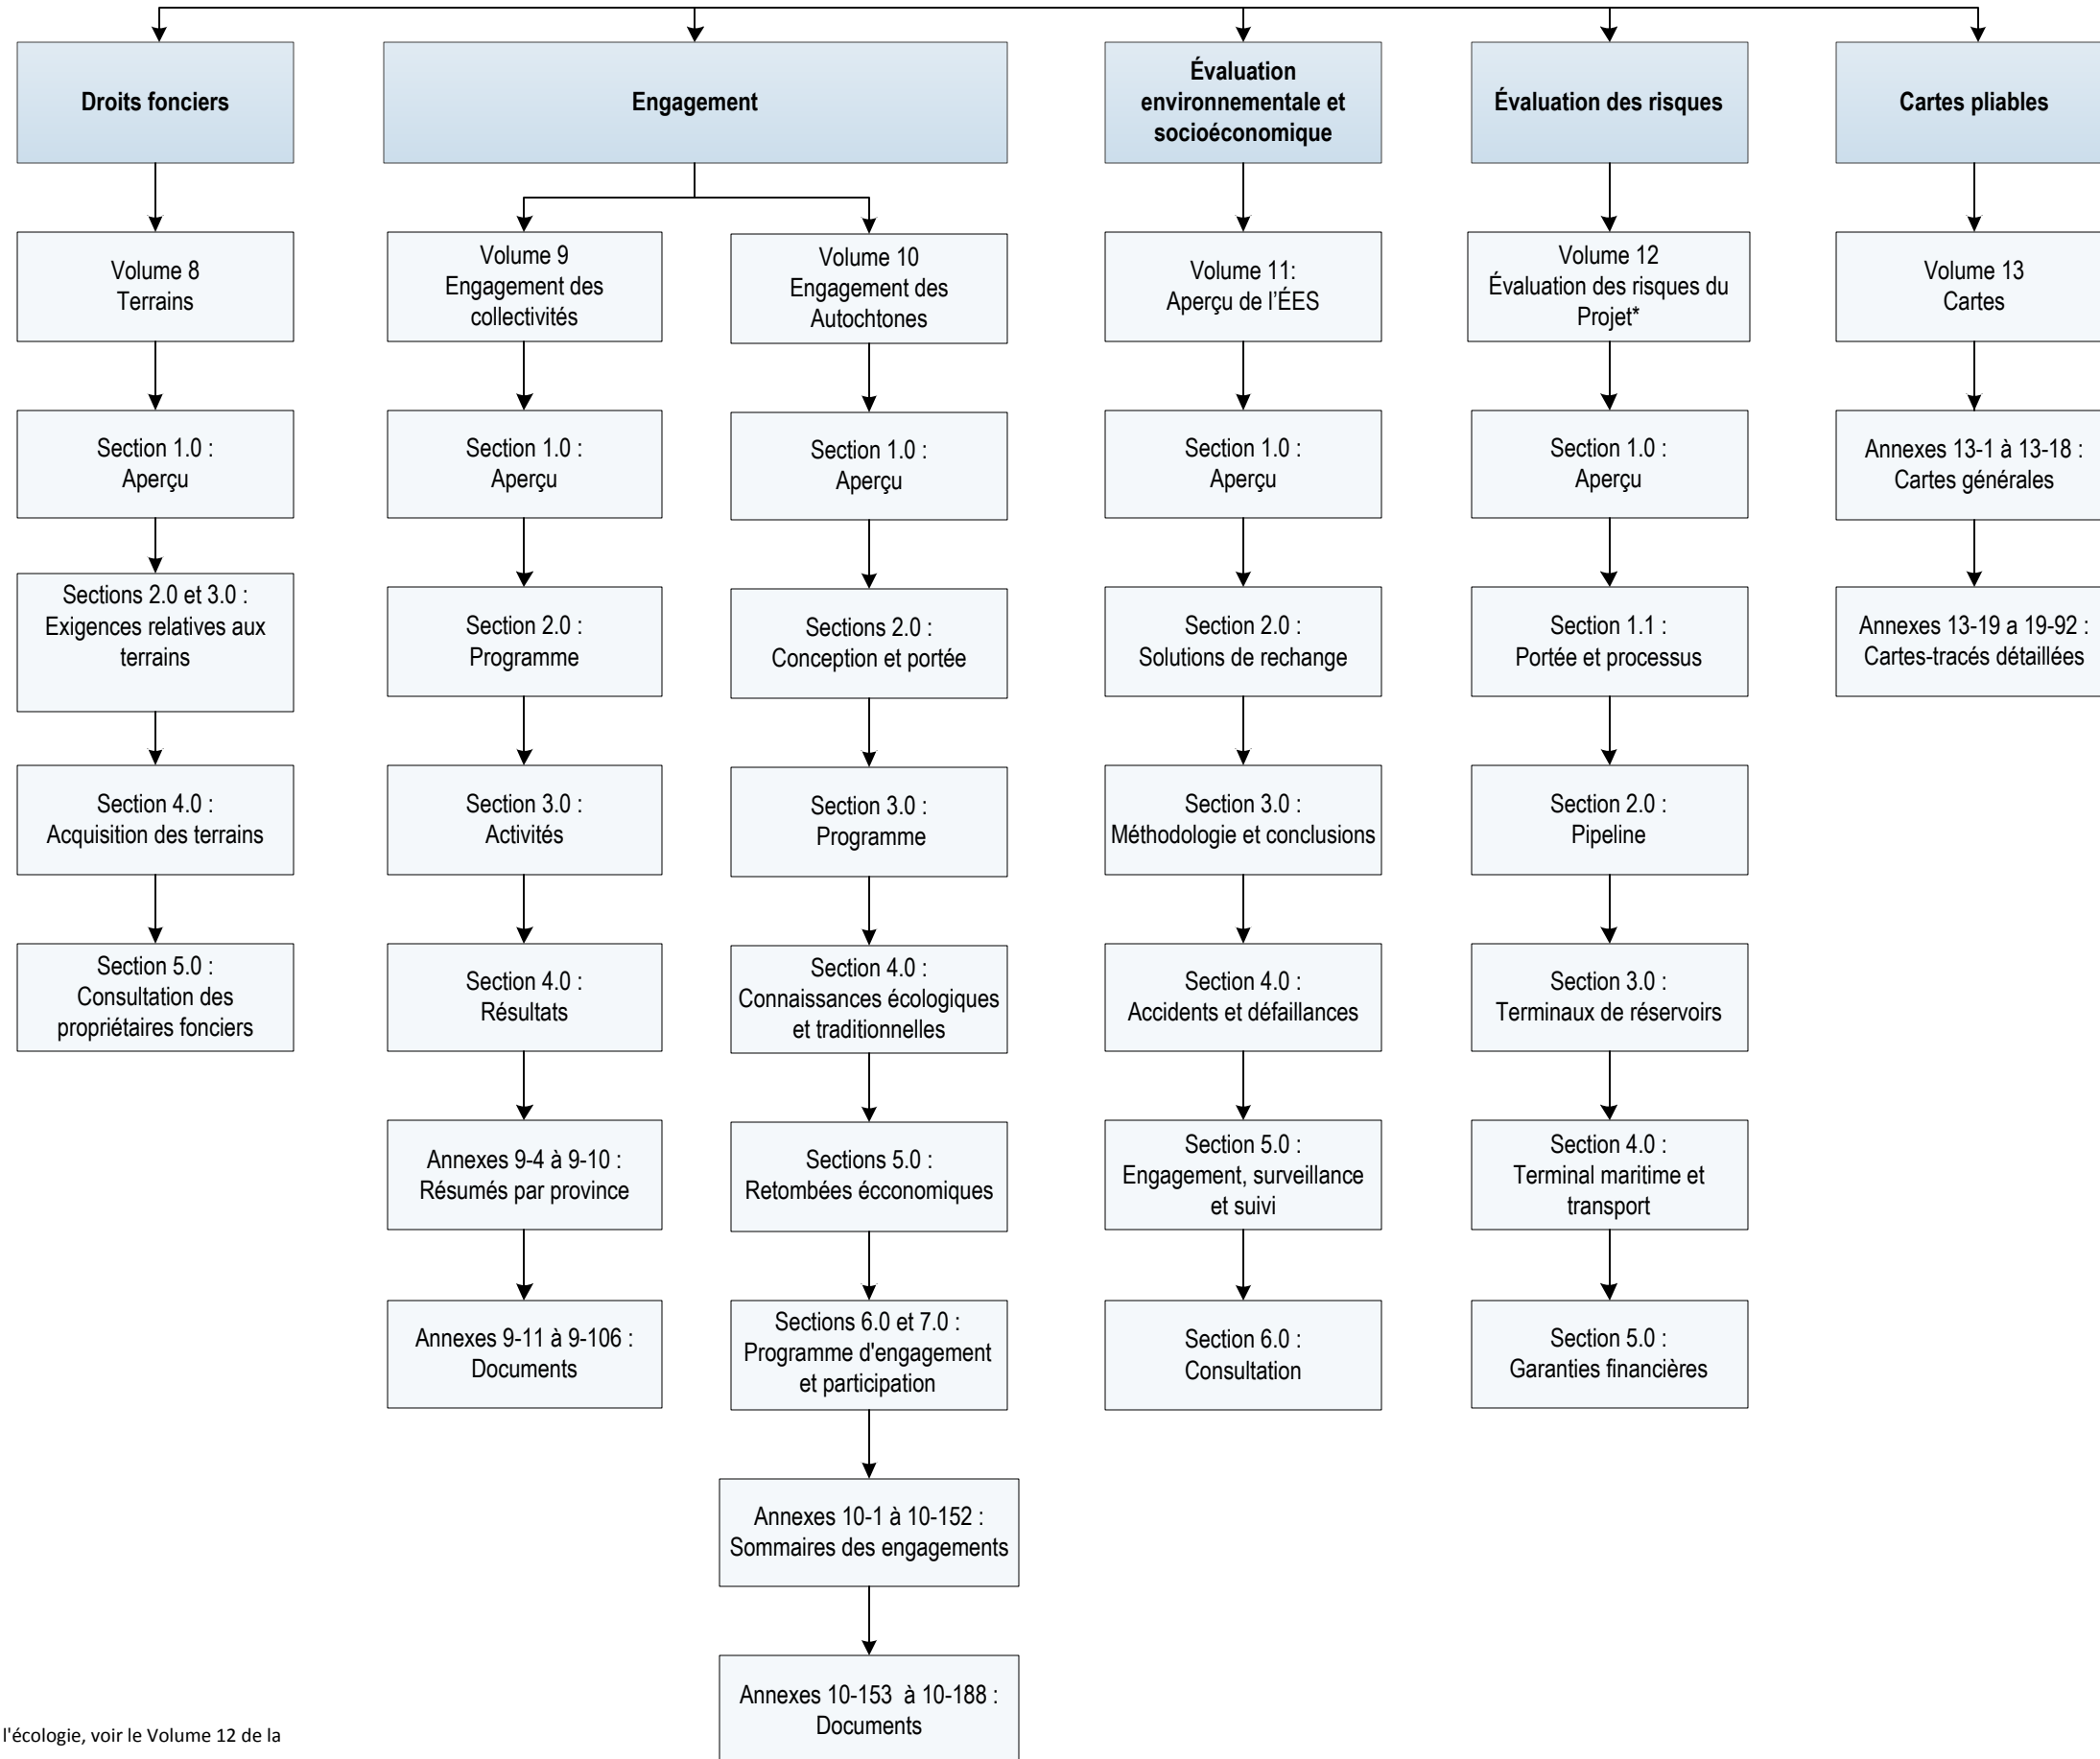 Droits fonciers
Engagement
Évaluation
environnementale et
socioéconomique
Évaluation des risques
Cartes pliables
Volume 8
Terrains
Section 1.0 :
Aperçu
Sections 2.0 et 3.0 :
Exigences relatives aux
terrains
Section 4.0 :
Acquisition des terrains
Section 5.0 :
Consultation des
propriétaires fonciers
Volume 9
Engagement des
collectivités
Section 1.0 :
Aperçu
Section 2.0 :
Programme
Section 3.0 :
Activités
Section 4.0 :
Résultats
Annexes 9-4 à 9-10 :
Résumés par province
Annexes 9-11 à 9-106 :
Documents
Volume 10
Engagement des
Autochtones
Section 1.0 :
Aperçu
Sections 2.0 :
Conception et portée
Section 3.0 :
Programme
Section 4.0 :
Connaissances écologiques
et traditionnelles
Sections 5.0 :
Retombées écconomiques
Sections 6.0 et 7.0 :
Programme d'engagement
et participation
Annexes 10-1 à 10-152 :
Sommaires des engagements
Annexes 10-153 à 10-188 :
Documents
Volume 11:
Aperçu de l'ÉES
Section 1.0 :
Aperçu
Section 2.0 :
Solutions de rechange
Section 3.0 :
Méthodologie et conclusions
Section 4.0 :
Accidents et défaillances
Section 5.0 :
Engagement, surveillance
et suivi
Section 6.0 :
Consultation
Volume 12
Évaluation des risques du
Projet*
Section 1.0 :
Aperçu
Section 1.1 :
Portée et processus
Section 2.0 :
Pipeline
Section 3.0 :
Terminaux de réservoirs
Section 4.0 :
Terminal maritime et
transport
Section 5.0 :
Garanties financières
Volume 13
Cartes
Annexes 13-1 à 13-18 :
Cartes générales
Annexes 13-19 a 19-92 :
Cartes-tracés détaillées
l'écologie, voir le Volume 12 de la